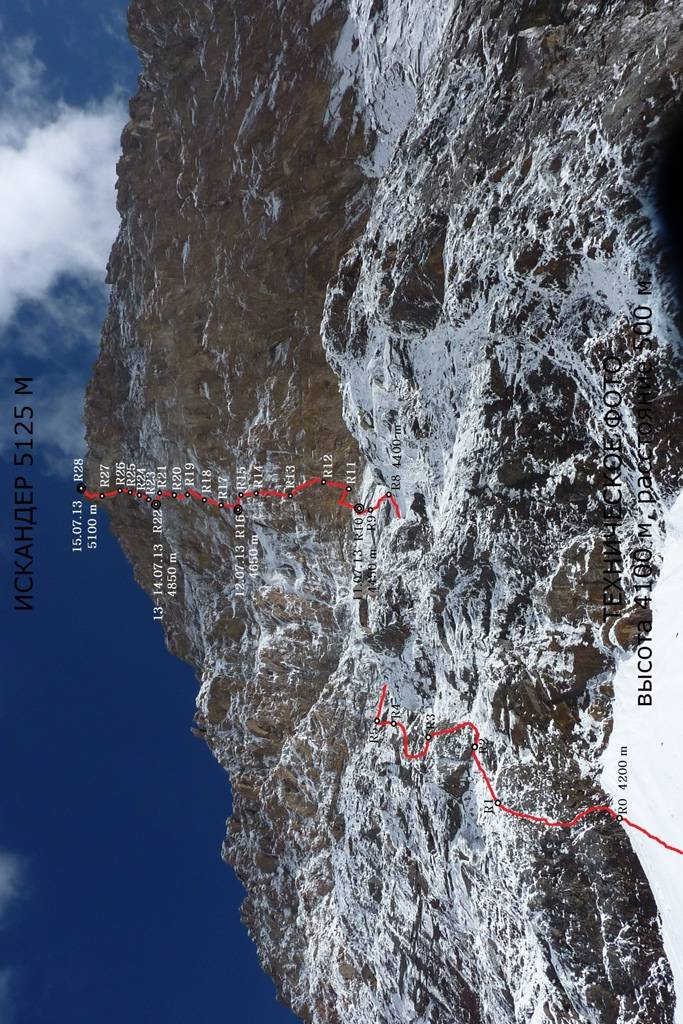 ИСКАНДЕР 5125 М
15.07.13 R28
5100 m
R27
R26
R25
R24
R23
13-14.07.13 R22
4850 m
R21
R20
R19
R18
R17
12.07.13 R16
4650 m
R15
R14
R13
R12
R11
11.07.13 R10
4450 m
R9
R8 4400 m
R5
R4
R3
R2
R1
R0 4200 m
ТЕХНИЧЕСКОЕ ФОТО
высота 4100 м, расстояние 500 м.